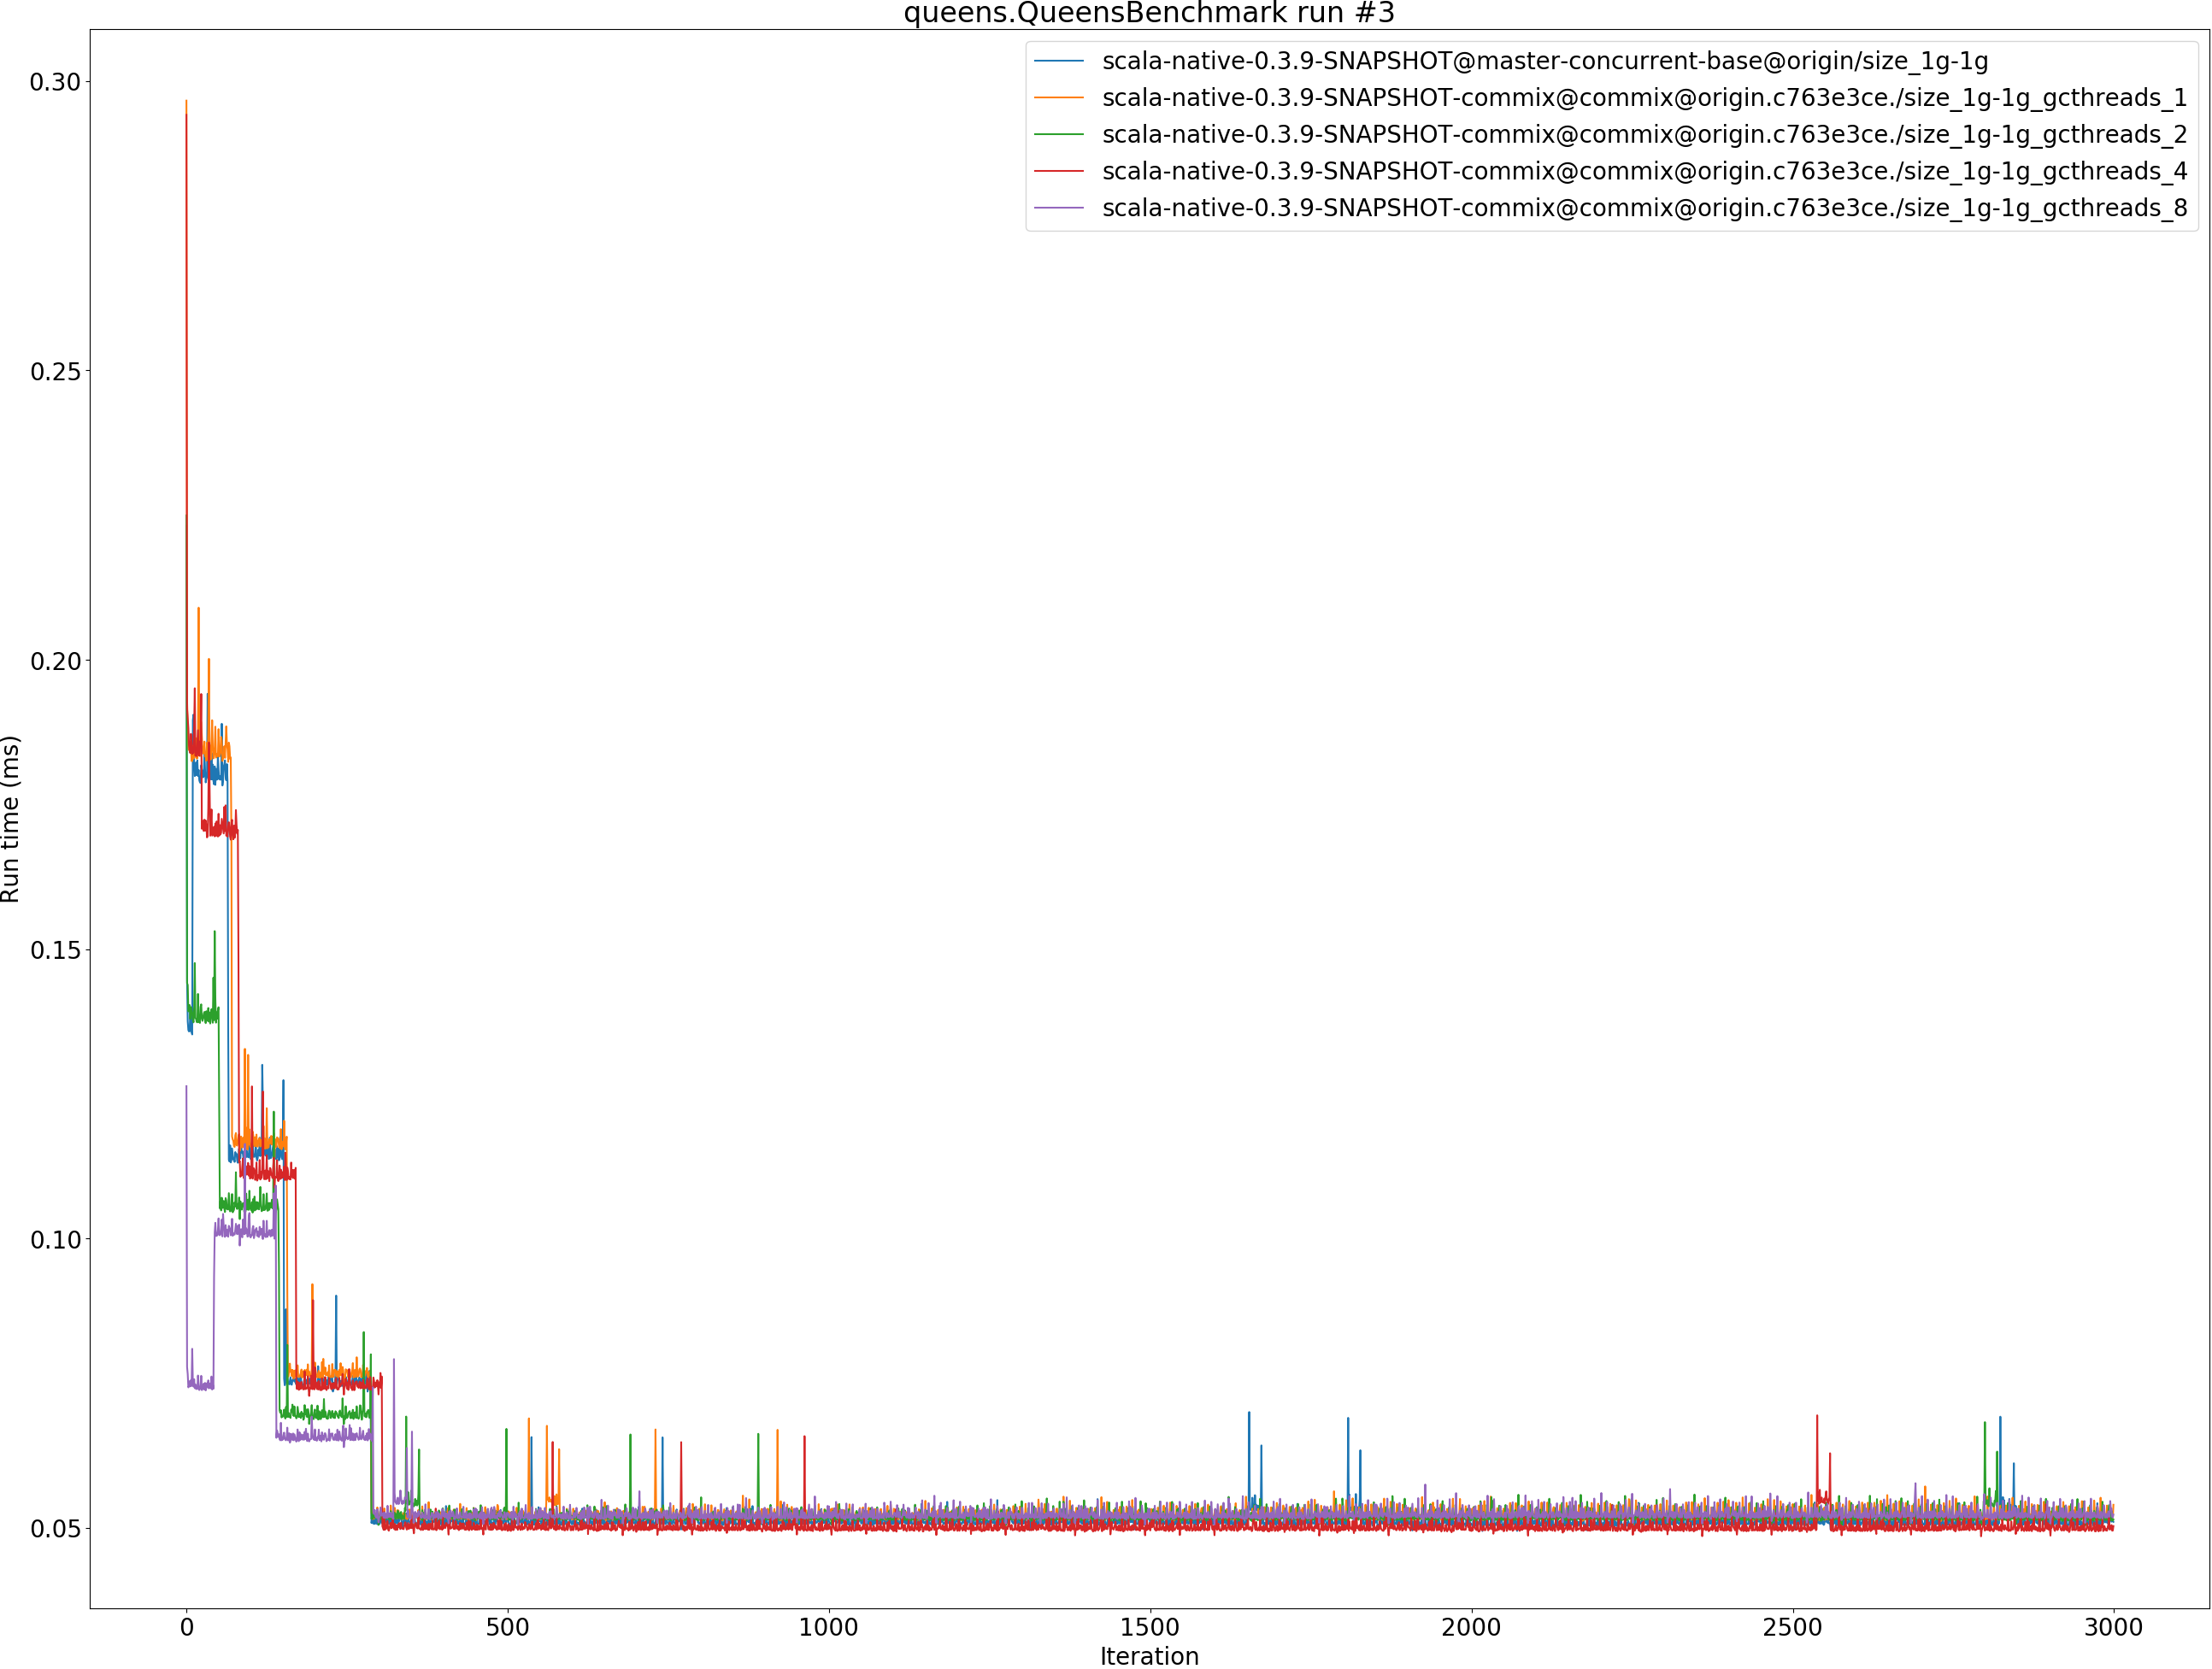 queens.QueensBenchmark run #3
scala-native-0.3.9-SNAPSHOT@master-concurrent-base@origin/size_1g-1g
scala-native-0.3.9-SNAPSHOT-commix@commix@origin.c763e3ce./size_1g-1g_gcthreads_1
scala-native-0.3.9-SNAPSHOT-commix@commix@origin.c763e3ce./size_1g-1g_gcthreads_2
scala-native-0.3.9-SNAPSHOT-commix@commix@origin.c763e3ce./size_1g-1g_gcthreads_4
scala-native-0.3.9-SNAPSHOT-commix@commix@origin.c763e3ce./size_1g-1g_gcthreads_8
Run time (ms)
0.30
0.25
0.20
0.15
0.10
0.05
0 500 1000 1500 2000 2500 3000
Iteration